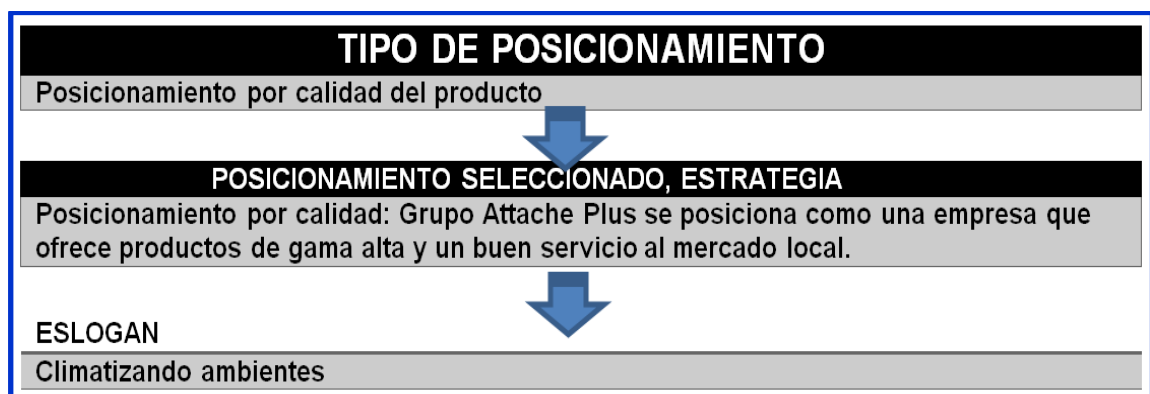 TIPO DE POSICIONAMIENTO
Posicionamiento por calidad del producto
POSICIONAMIENTO SELECCIONADO, ESTRATEGIA
Posicionamiento por calidad: Grupo Attache Plus se posiciona como una empresa que
ofrece productos de gama alta y un buen servicio al mercado local.
ESLOGAN
Climatizando ambientes